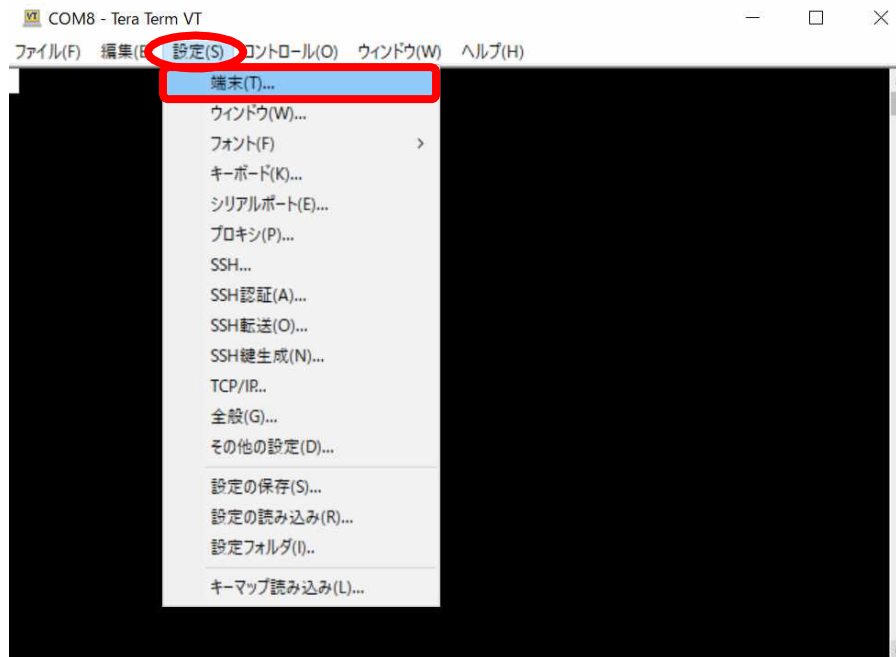 COM8 - Tera Term VT
ファイル(F) 編集(E 設定(S) コントロール(O) ウィンドウ(W) ヘルプ(H)
端末(T)...
ウィンドウ(W)...
フォント(F)
キーボード(K)...
シリアルポート(E)...
プロキシ(P)...
SSH...
SSH認証(A)...
SSH転送(O)...
SSH鍵生成(N)...
TCP/IP...
全般(G)...
その他の設定(D)...
設定の保存(S)...
設定の読み込み(R)...
設定フォルダ(I)...
キーマップ読み込み(L)...